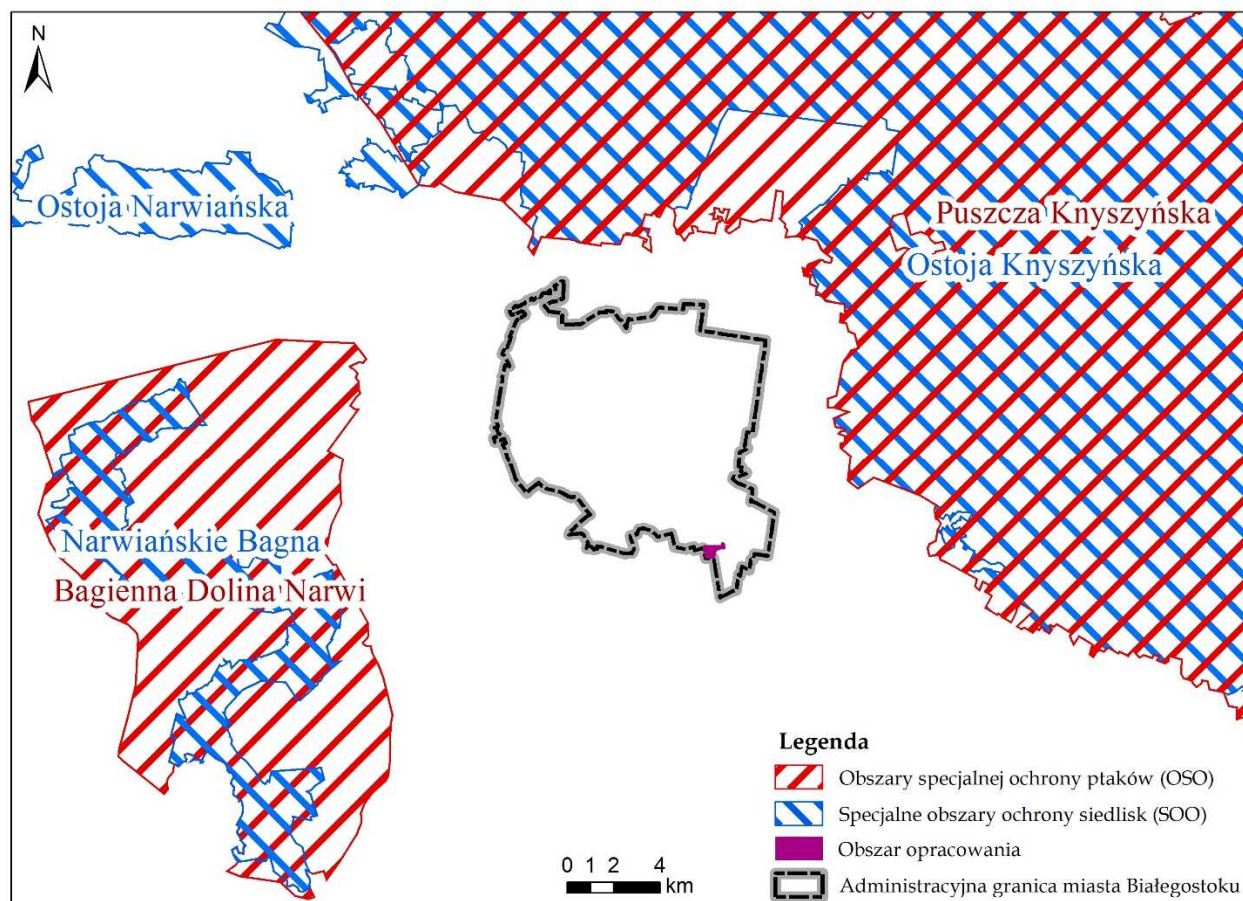 N
Ostoja Narwiańska
Puszcza Knyszyńska
Ostoja Knyszyńska
Narwiańskie Bagna
Bagienna Dolina Narwi
Legenda
Obszary specjalnej ochrony ptaków (OSO)
Specjalne obszary ochrony siedlisk (SOO)
Obszar opracowania
Administracyjna granica miasta Białegostoku
0 1 2 4
km